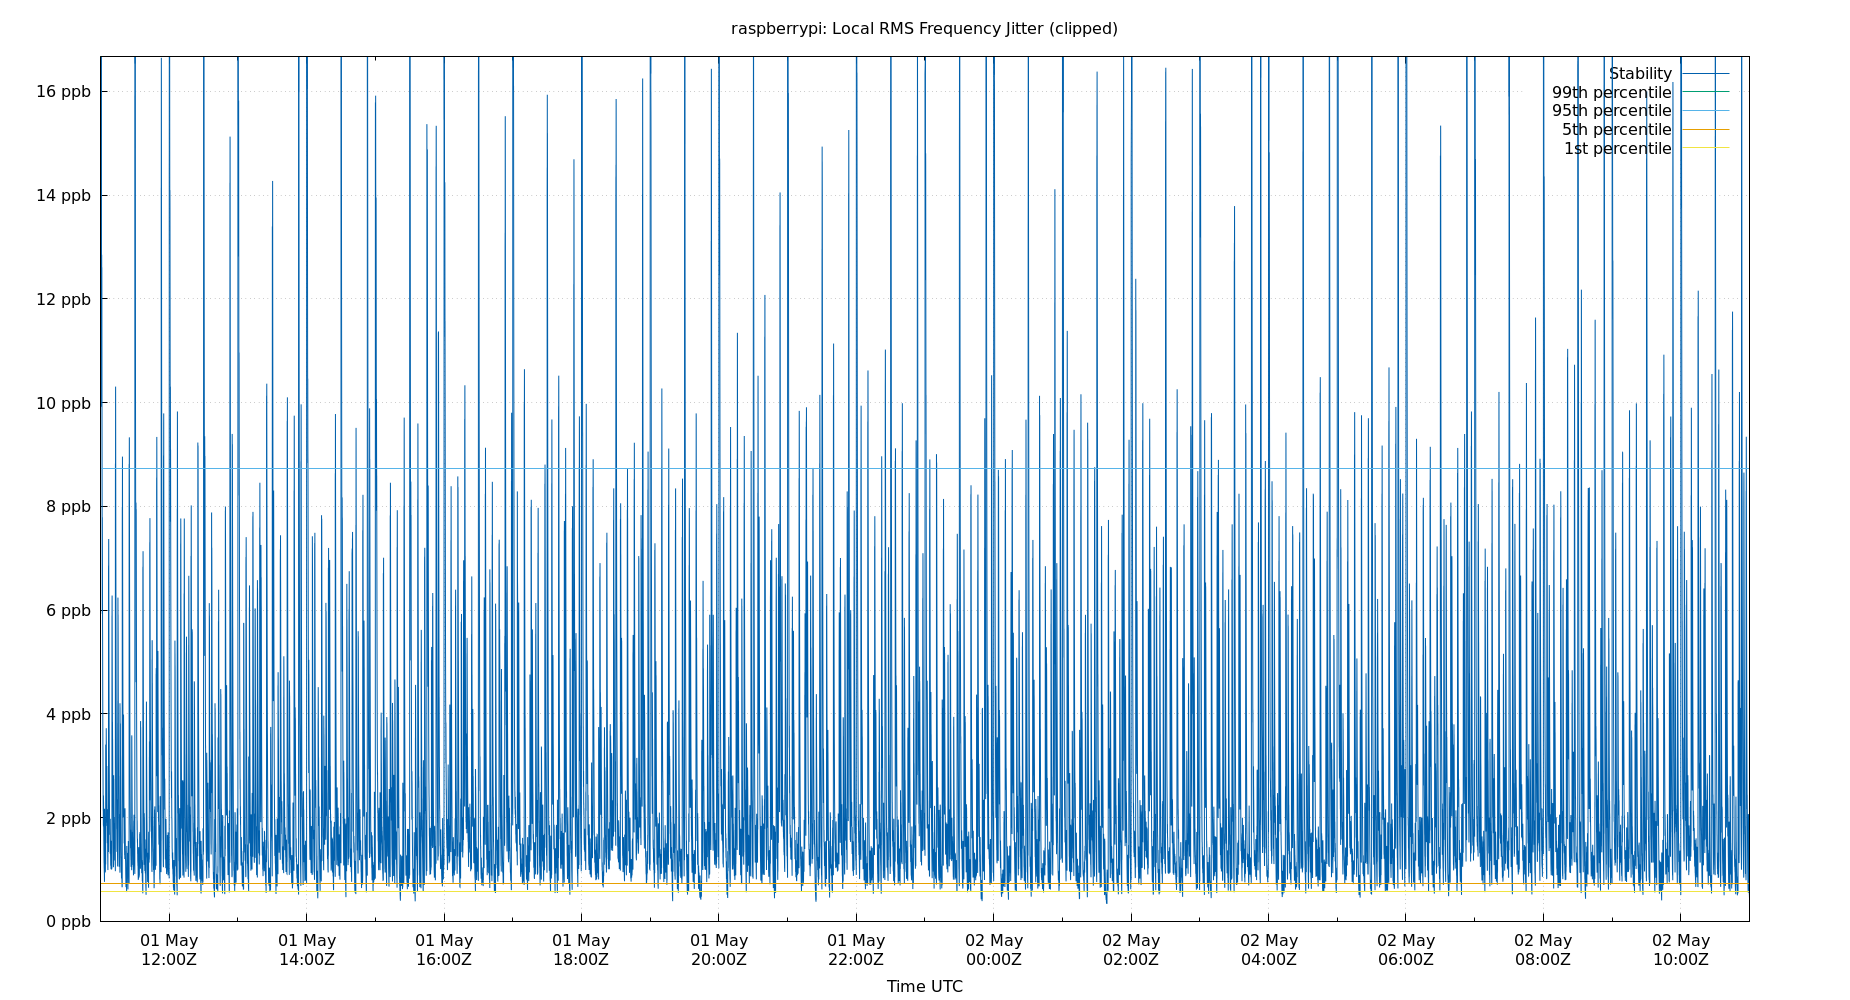 raspberrypi: Local RMS Frequency Jitter (clipped)
Stability
99th percentile
95th percentile
5th percentile
1st percentile
16 ppb
14 ppb
12 ppb
10 ppb
8 ppb
6 ppb
4 ppb
2 ppb
0 ppb
01 May 01 May 01 May 01 May 01 May 01 May 02 May 02 May 02 May 02 May 02 May 02 May
12:00Z 14:00Z 16:00Z 18:00Z 20:00Z 22:00Z 00:00Z 02:00Z 04:00Z 06:00Z 08:00Z 10:00Z
Time UTC